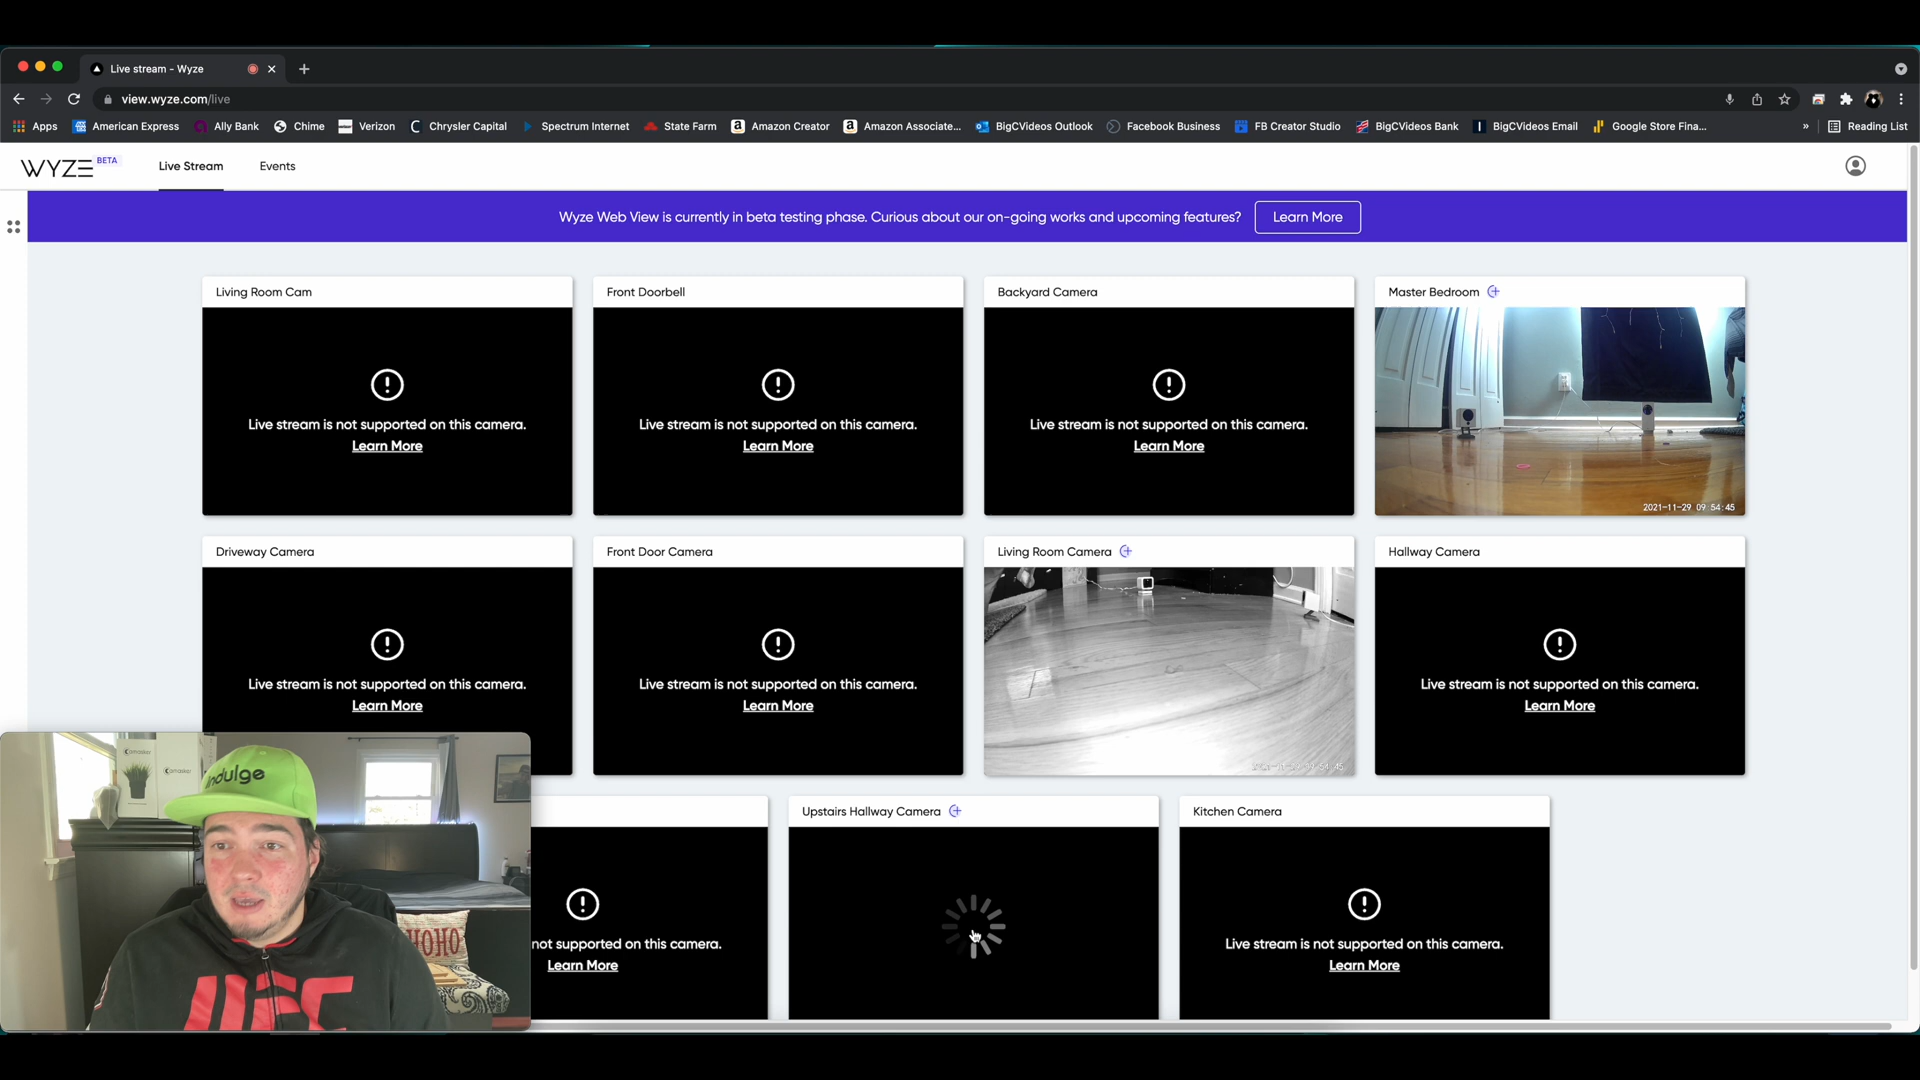 Live stream - Wyze
view.wyze.com/live
Apps American Express Ally Bank Chime Verizon Chrysler Capital Spectrum Internet State Farm Amazon Creator Amazon Associate... BigCVideos Outlook Facebook Business FB Creator Studio BigCVideos Bank BigCVideos Email Google Store Fina... » Reading List
WYZE BETA Live Stream Events
Wyze Web View is currently in beta testing phase. Curious about our on-going works and upcoming features? Learn More
Living Room Cam
Live stream is not supported on this camera.
Learn More
Front Doorbell
Live stream is not supported on this camera.
Learn More
Backyard Camera
Live stream is not supported on this camera.
Learn More
Master Bedroom
2021-11-29 09:54:45
Driveway Camera
Live stream is not supported on this camera.
Learn More
Front Door Camera
Live stream is not supported on this camera.
Learn More
Living Room Camera
2021-11-29 09:54:45
Hallway Camera
Live stream is not supported on this camera.
Learn More
not supported on this camera.
Learn More
Upstairs Hallway Camera
Kitchen Camera
Live stream is not supported on this camera.
Learn More
indulge
HOHO
UFC